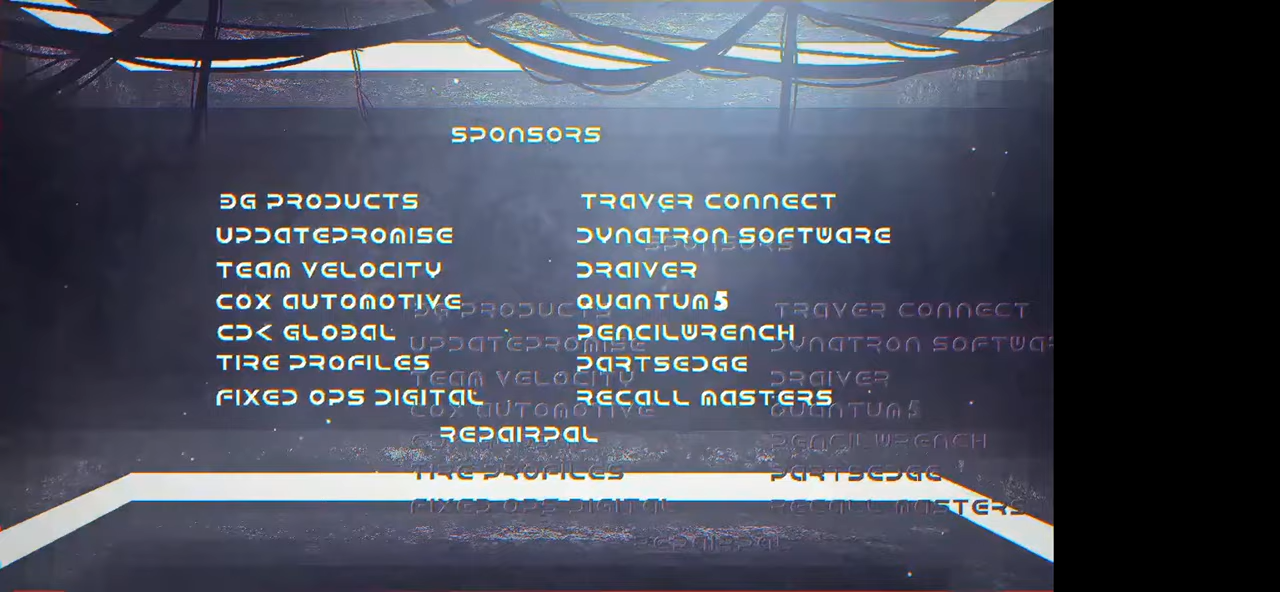 SPONSORS
BG PRODUCTS
UPDATEPROMISE
TEAM VELOCITY
COX AUTOMOTIVE
CDK GLOBAL
TIRE PROFILES
FIXED OPS DIGITAL
TRAVER CONNECT
DYNATRON SOFTWARE
DRAIVER
QUANTUM5
PENCILWRENCH
PARTSEDGE
RECALL MASTERS
REPAIRPAL